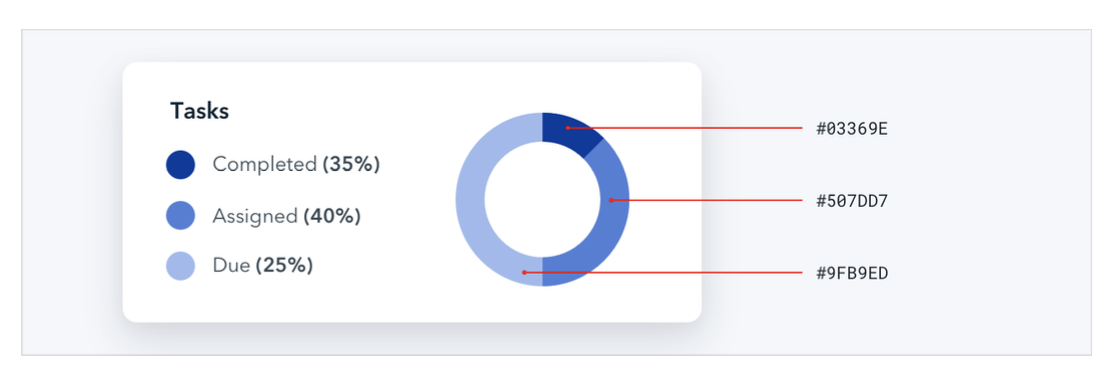 Tasks
Completed (35%)
Assigned (40%)
Due (25%)
#03369E
#507DD7
#9FB9ED